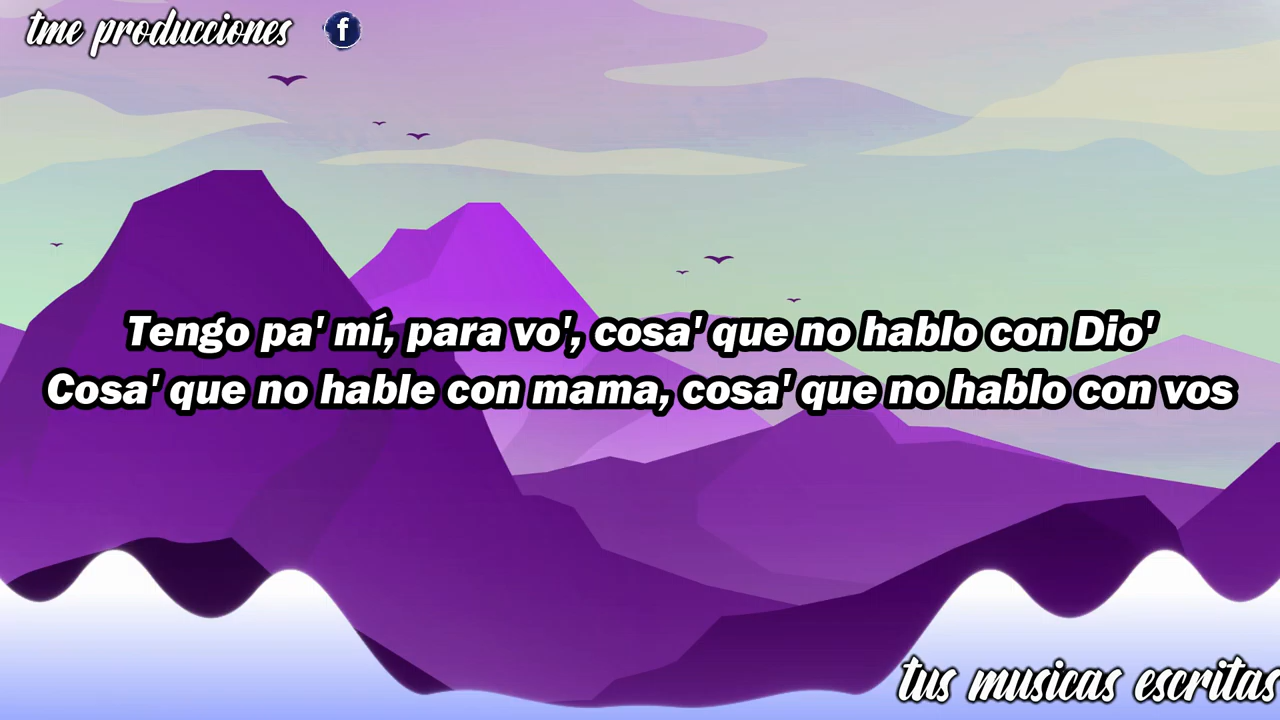 tme producciones f
Tengo pa' mí, para vo', cosa' que no hablo con Dio'
Cosa' que no hable con mama, cosa' que no hablo con vos
tus musicas escritas